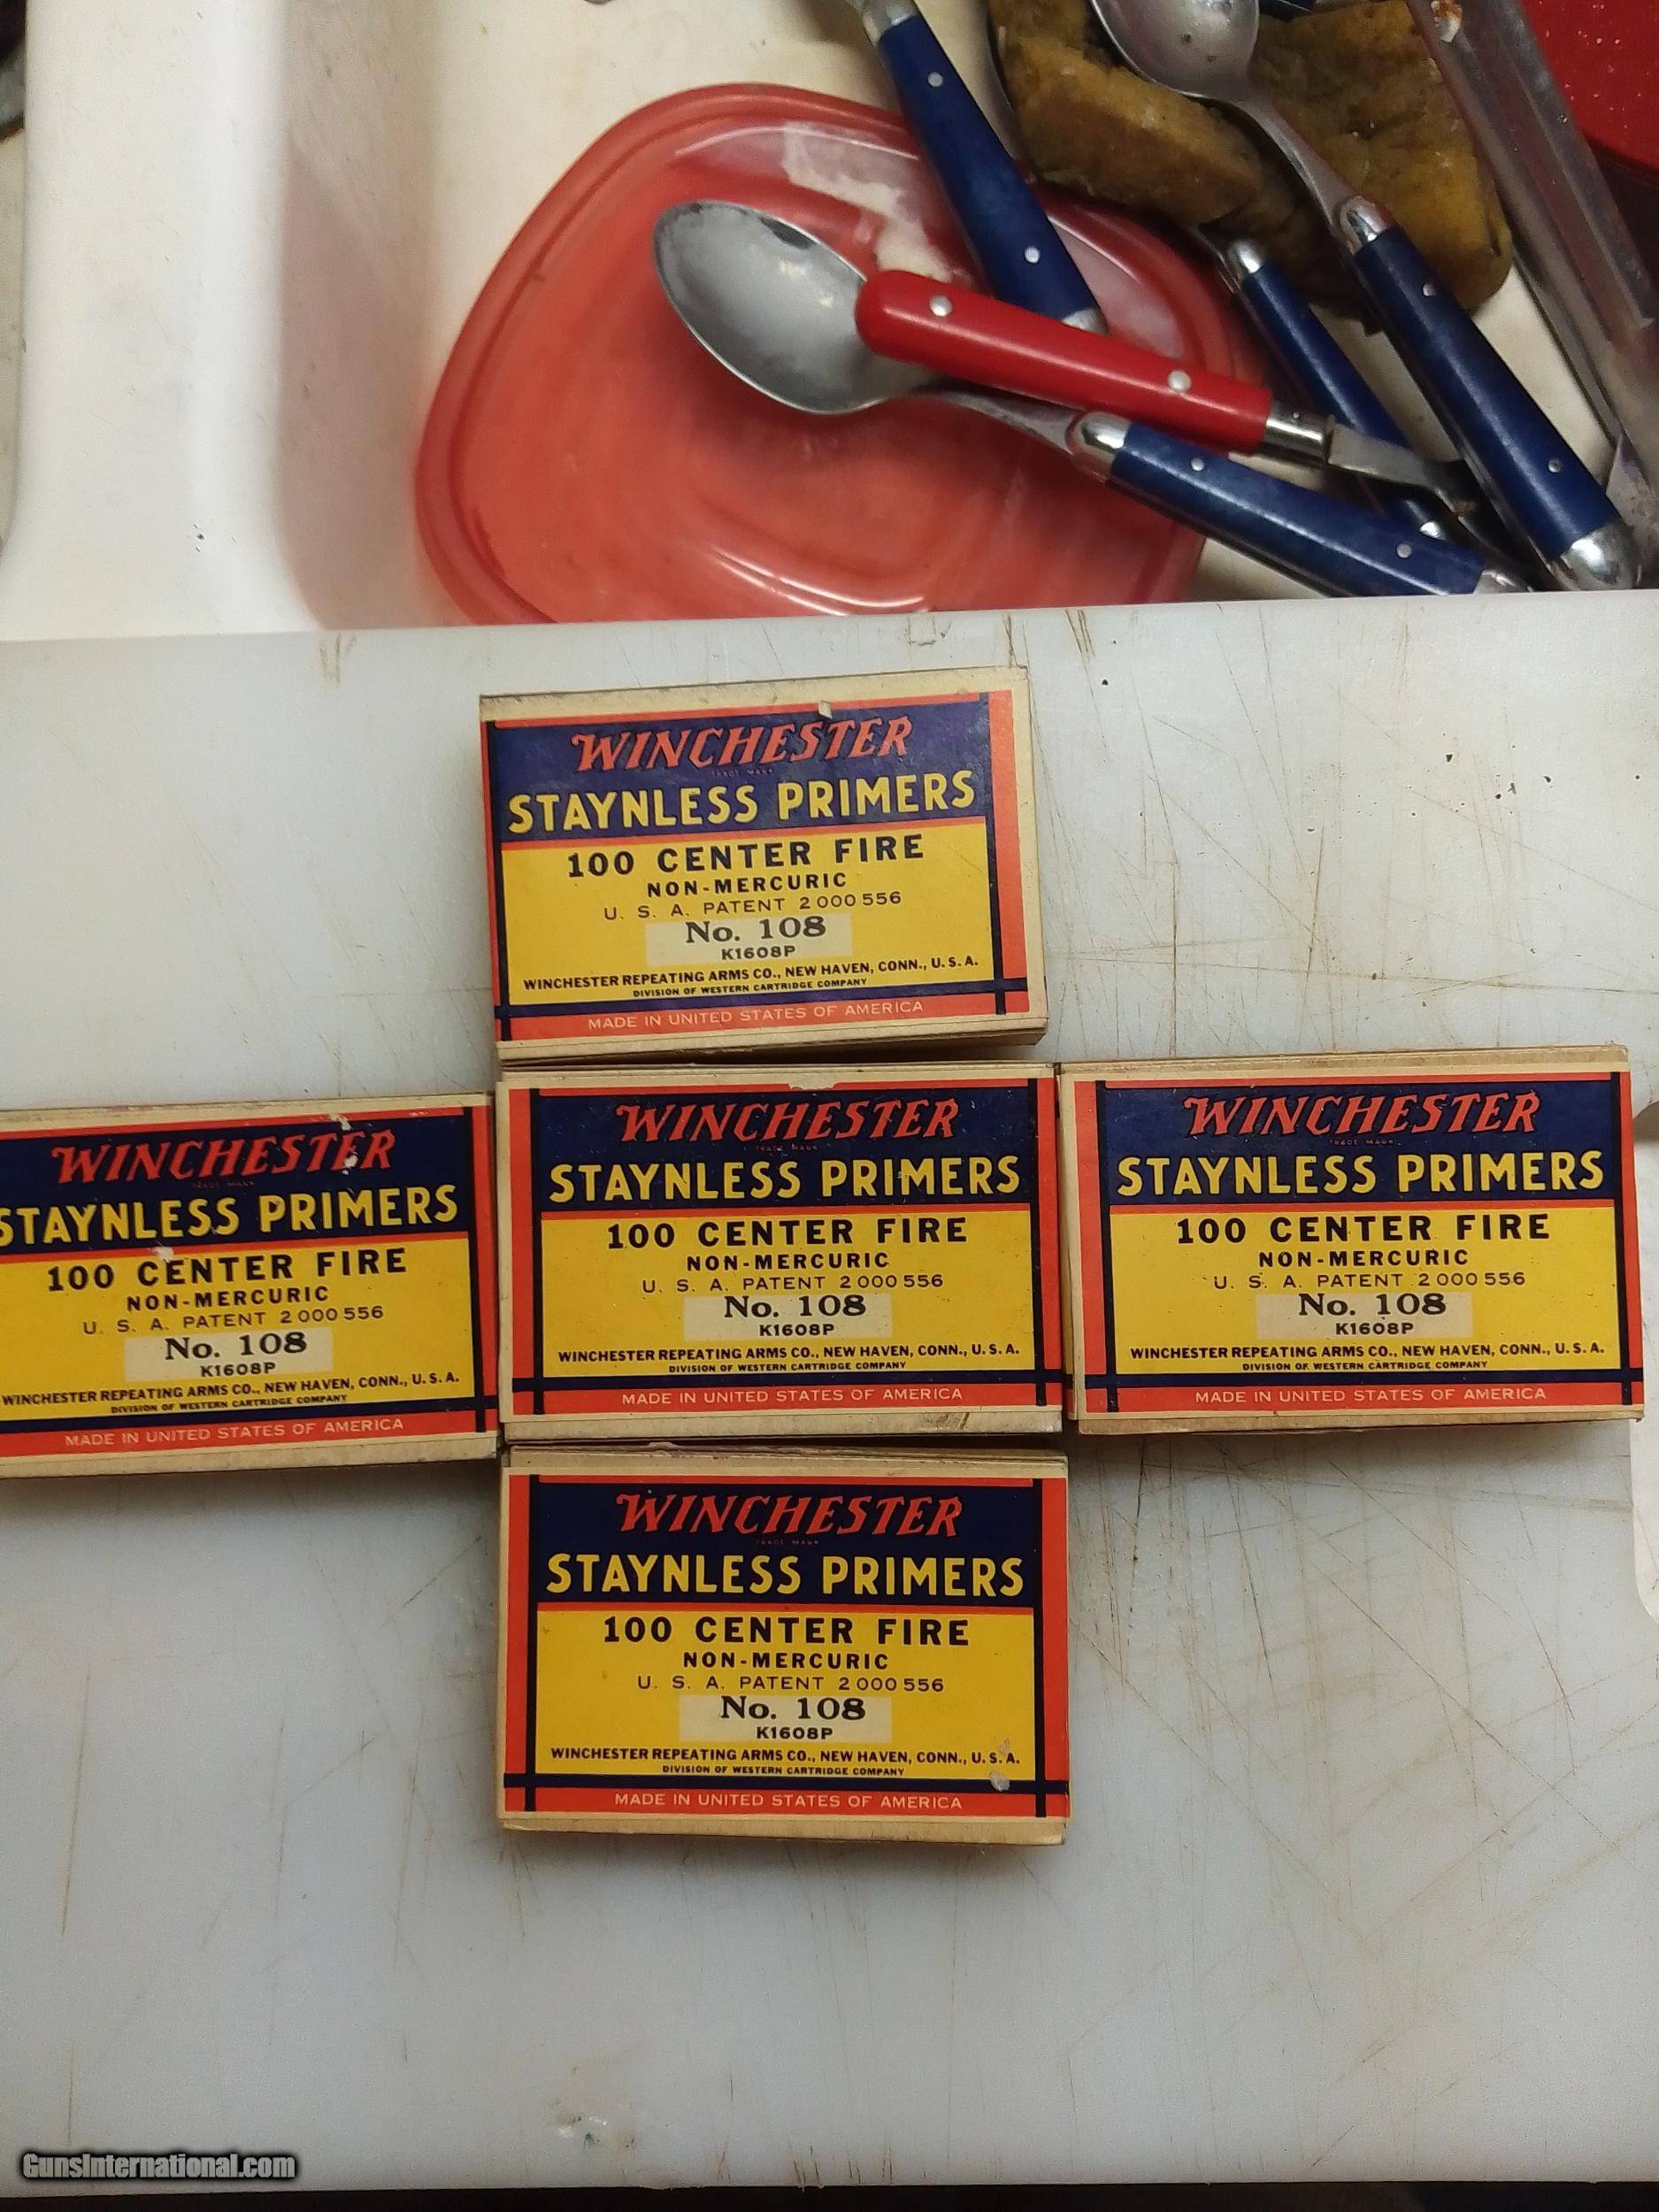 WINCHESTER
TRADE MARK
STAYNLESS PRIMERS
100 CENTER FIRE
NON-MERCURIC
U. S. A. PATENT 2 000 556
No. 108
K1608P
WINCHESTER REPEATING ARMS CO., NEW HAVEN, CONN., U. S. A.
DIVISION OF WESTERN CARTRIDGE COMPANY
MADE IN UNITED STATES OF AMERICA
WINCHESTER
TRADE MARK
STAYNLESS PRIMERS
100 CENTER FIRE
NON-MERCURIC
U. S. A. PATENT 2 000 556
No. 108
K1608P
WINCHESTER REPEATING ARMS CO., NEW HAVEN, CONN., U. S. A.
DIVISION OF WESTERN CARTRIDGE COMPANY
MADE IN UNITED STATES OF AMERICA
WINCHESTER
TRADE MARK
STAYNLESS PRIMERS
100 CENTER FIRE
NON-MERCURIC
U. S. A. PATENT 2 000 556
No. 108
K1608P
WINCHESTER REPEATING ARMS CO., NEW HAVEN, CONN., U. S. A.
DIVISION OF WESTERN CARTRIDGE COMPANY
MADE IN UNITED STATES OF AMERICA
WINCHESTER
TRADE MARK
STAYNLESS PRIMERS
100 CENTER FIRE
NON-MERCURIC
U. S. A. PATENT 2 000 556
No. 108
K1608P
WINCHESTER REPEATING ARMS CO., NEW HAVEN, CONN., U. S. A.
DIVISION OF WESTERN CARTRIDGE COMPANY
MADE IN UNITED STATES OF AMERICA
WINCHESTER
TRADE MARK
STAYNLESS PRIMERS
100 CENTER FIRE
NON-MERCURIC
U. S. A. PATENT 2 000 556
No. 108
K1608P
WINCHESTER REPEATING ARMS CO., NEW HAVEN, CONN., U. S. A.
DIVISION OF WESTERN CARTRIDGE COMPANY
MADE IN UNITED STATES OF AMERICA
GunsInternational.com